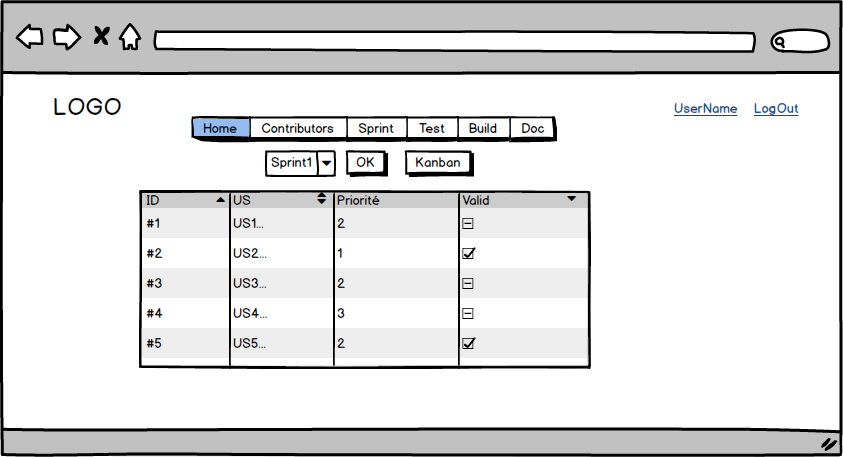 LOGO
UserName LogOut
Home Contributors Sprint Test Build Doc
Sprint1 OK Kanban
ID US Priorité Valid
#1 US1... 2
#2 US2... 1
#3 US3... 2
#4 US4... 3
#5 US5... 2